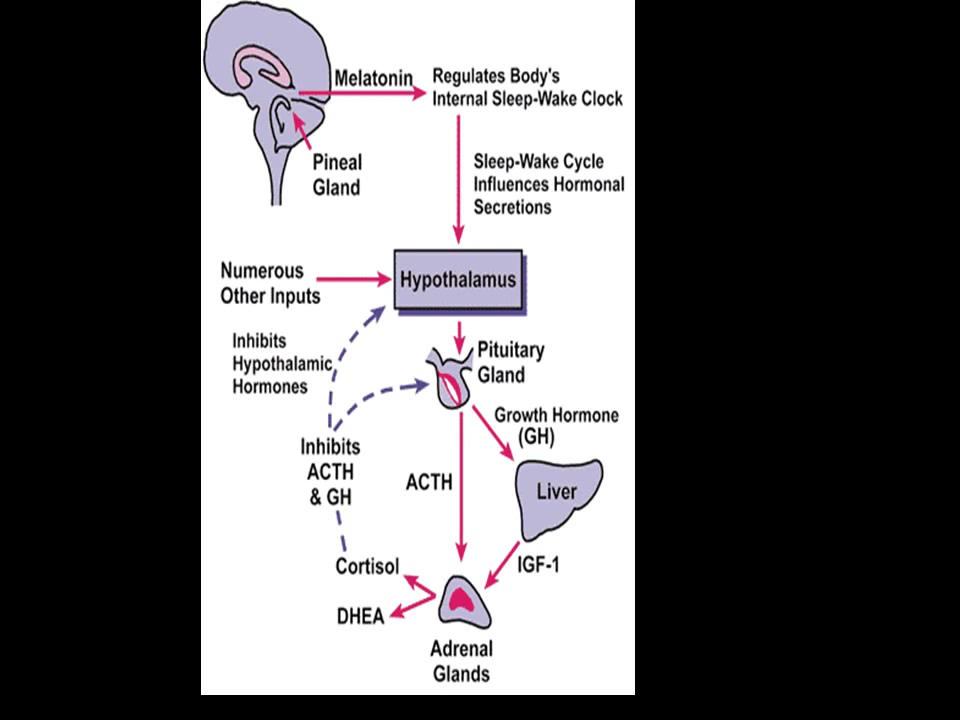 Melatonin
Regulates Body's
Internal Sleep-Wake Clock
Pineal
Gland
Sleep-Wake Cycle
Influences Hormonal
Secretions
Numerous
Other Inputs
Hypothalamus
Inhibits
Hypothalamic
Hormones
Pituitary
Gland
Growth Hormone
(GH)
Inhibits
ACTH
& GH
ACTH
Liver
Cortisol
IGF-1
DHEA
Adrenal
Glands